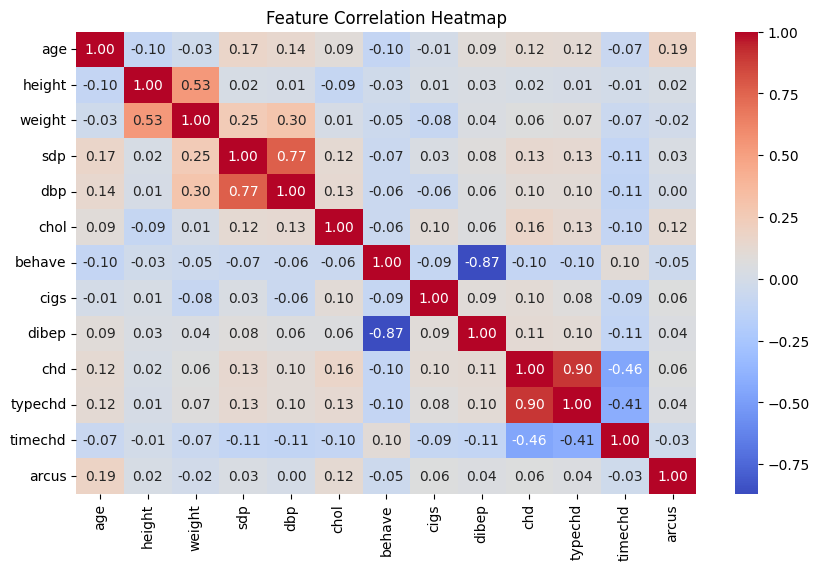 Feature Correlation Heatmap
age 1.00 -0.10 -0.03 0.17 0.14 0.09 -0.10 -0.01 0.09 0.12 0.12 -0.07 0.19
height -0.10 1.00 0.53 0.02 0.01 -0.09 -0.03 0.01 0.03 0.02 0.01 -0.01 0.02
weight -0.03 0.53 1.00 0.25 0.30 0.01 -0.05 -0.08 0.04 0.06 0.07 -0.07 -0.02
sdp 0.17 0.02 0.25 1.00 0.77 0.12 -0.07 0.03 0.08 0.13 0.13 -0.11 0.03
dbp 0.14 0.01 0.30 0.77 1.00 0.13 -0.06 -0.06 0.06 0.10 0.10 -0.11 0.00
chol 0.09 -0.09 0.01 0.12 0.13 1.00 -0.06 0.10 0.06 0.16 0.13 -0.10 0.12
behave -0.10 -0.03 -0.05 -0.07 -0.06 -0.06 1.00 -0.09 -0.87 -0.10 -0.10 0.10 -0.05
cigs -0.01 0.01 -0.08 0.03 -0.06 0.10 -0.09 1.00 0.09 0.10 0.08 -0.09 0.06
dibep 0.09 0.03 0.04 0.08 0.06 0.06 -0.87 0.09 1.00 0.11 0.10 -0.11 0.04
chd 0.12 0.02 0.06 0.13 0.10 0.16 -0.10 0.10 0.11 1.00 0.90 -0.46 0.06
typechd 0.12 0.01 0.07 0.13 0.10 0.13 -0.10 0.08 0.10 0.90 1.00 -0.41 0.04
timechd -0.07 -0.01 -0.07 -0.11 -0.11 -0.10 0.10 -0.09 -0.11 -0.46 -0.41 1.00 -0.03
arcus 0.19 0.02 -0.02 0.03 0.00 0.12 -0.05 0.06 0.04 0.06 0.04 -0.03 1.00
age height weight sdp dbp chol behave cigs dibep chd typechd timechd arcus
1.00
0.75
0.50
0.25
0.00
-0.25
-0.50
-0.75